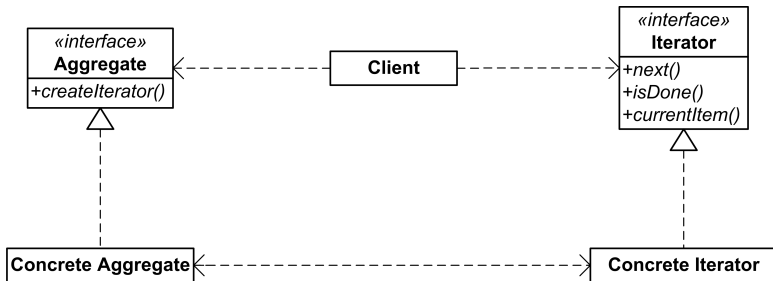 «interface»
Aggregate
+createIterator()
Client
«interface»
Iterator
+next()
+isDone()
+currentItem()
Concrete Aggregate
Concrete Iterator